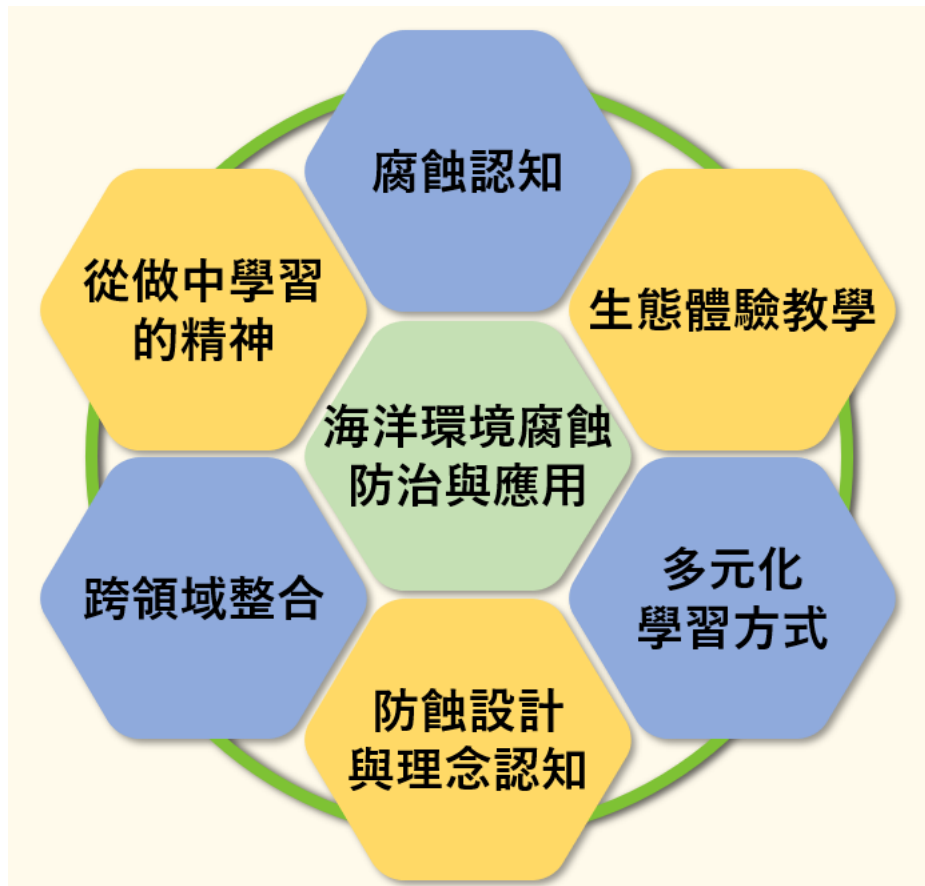 腐蝕認知
從做中學習
的精神
生態體驗教學
海洋環境腐蝕
防治與應用
跨領域整合
多元化
學習方式
防蝕設計
與理念認知